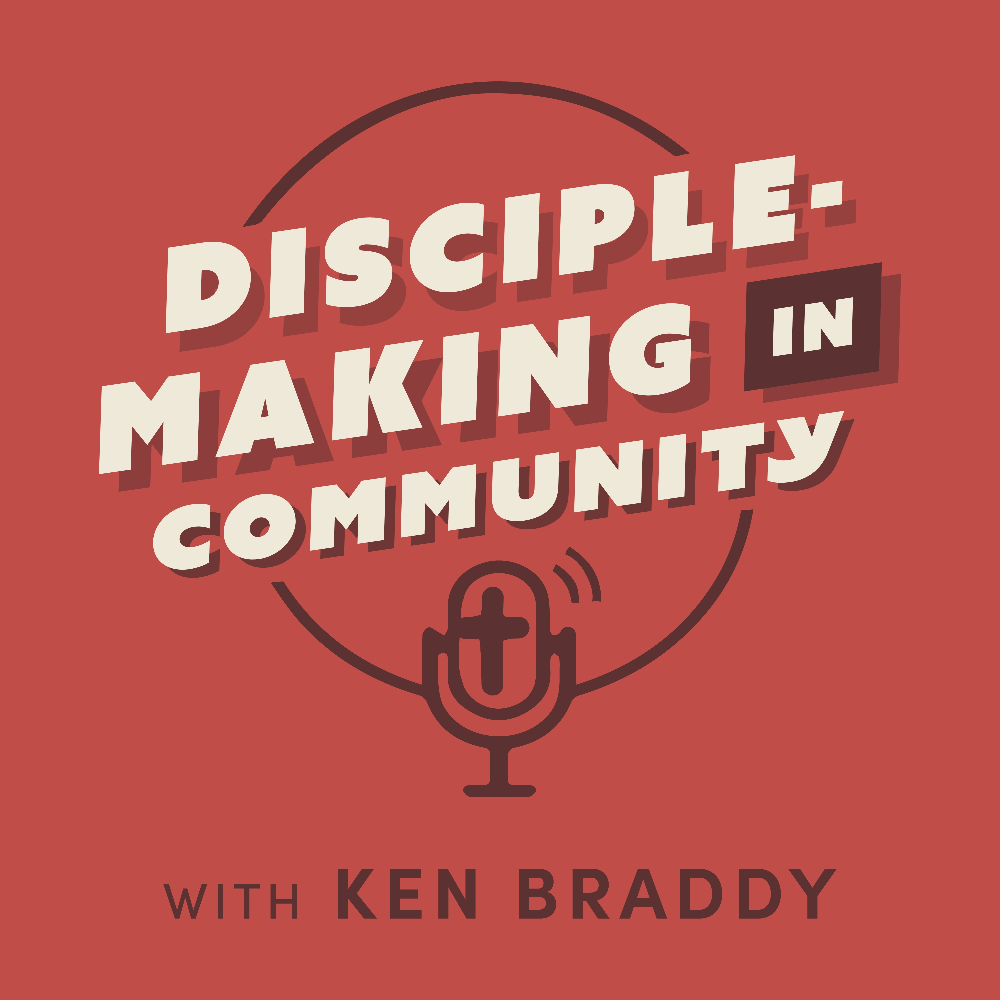 DISCIPLE-
MAKING IN
COMMUNITY
WITH KEN BRADDY